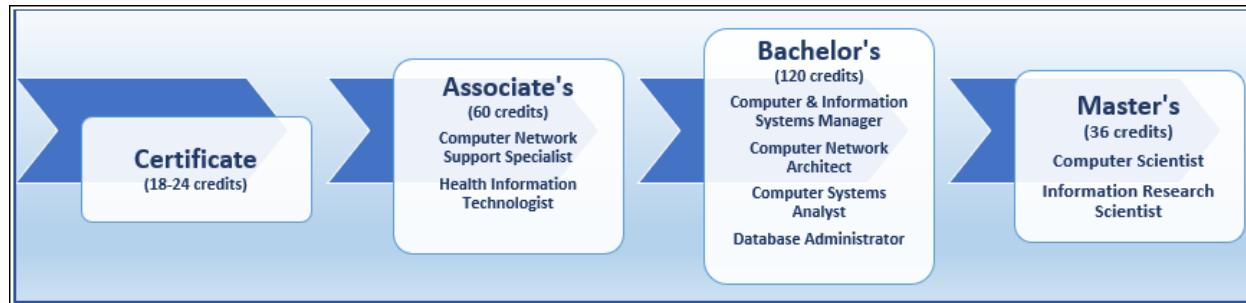 Certificate
(18-24 credits)
Associate's
(60 credits)
Computer Network
Support Specialist
Health Information
Technologist
Bachelor's
(120 credits)
Computer & Information
Systems Manager
Computer Network
Architect
Computer Systems
Analyst
Database Administrator
Master's
(36 credits)
Computer Scientist
Information Research
Scientist